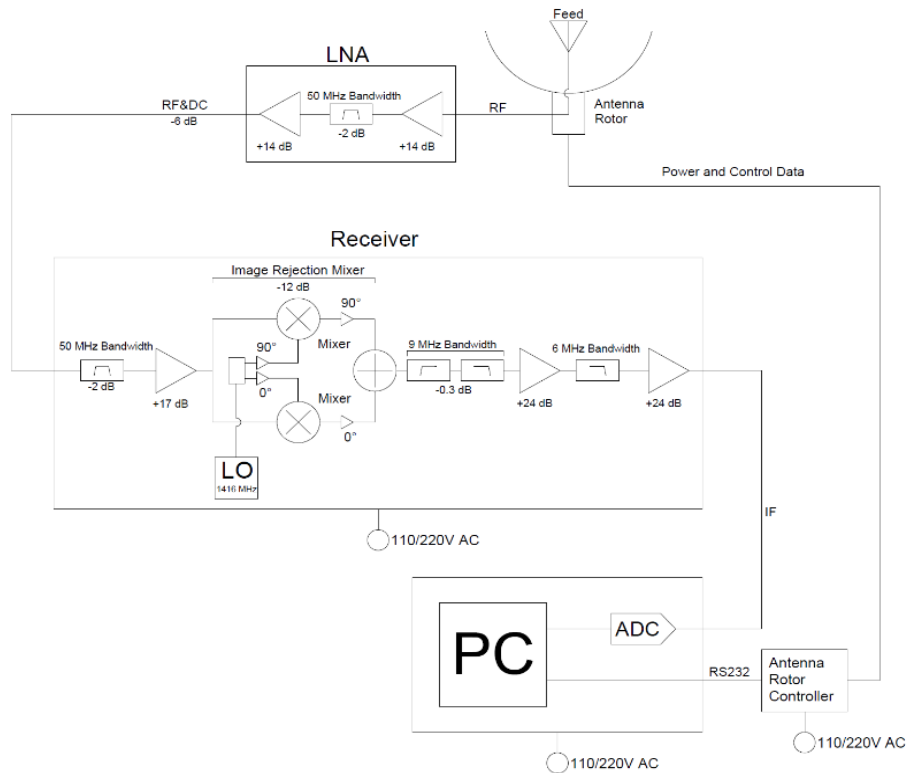 Feed
LNA
50 MHz Bandwidth
-2 dB
+14 dB
+14 dB
RF&DC
-6 dB
RF
Antenna
Rotor
Power and Control Data
Receiver
Image Rejection Mixer
-12 dB
90°
Mixer
50 MHz Bandwidth
-2 dB
+17 dB
90°
0°
Mixer
0°
LO
1416 MHz
9 MHz Bandwidth
-0.3 dB
+24 dB
6 MHz Bandwidth
+24 dB
110/220V AC
IF
PC
ADC
RS232
Antenna
Rotor
Controller
110/220V AC
110/220V AC